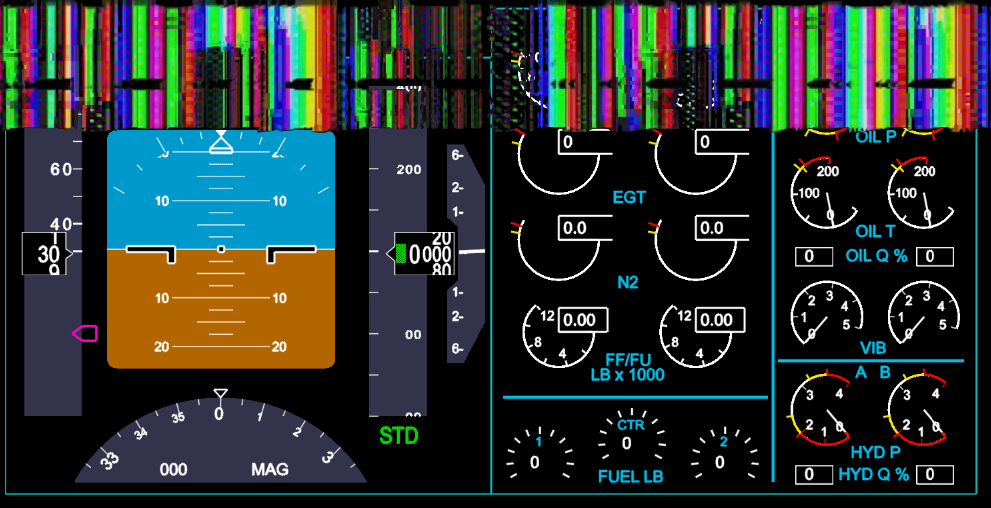 60
40
30
9
10 10
10 10
20 20
200
20
0000
80
00
6
2
1
1
2
6
STD
33 34 35 0 1 2 3
000 MAG
0 0
EGT
0.0 0.0
N2
12 0.00 12 0.00
8 4 8 4
FF/FU
LB x 1000
1 CTR 2
0 0 0
FUEL LB
OIL P
200 200
100 100
0 0
OIL T
0 OIL Q % 0
0 1 2 3 4 5 0 1 2 3 4 5
VIB
A B
4 4
2 1 0 2 1 0
HYD P
0 HYD Q % 0